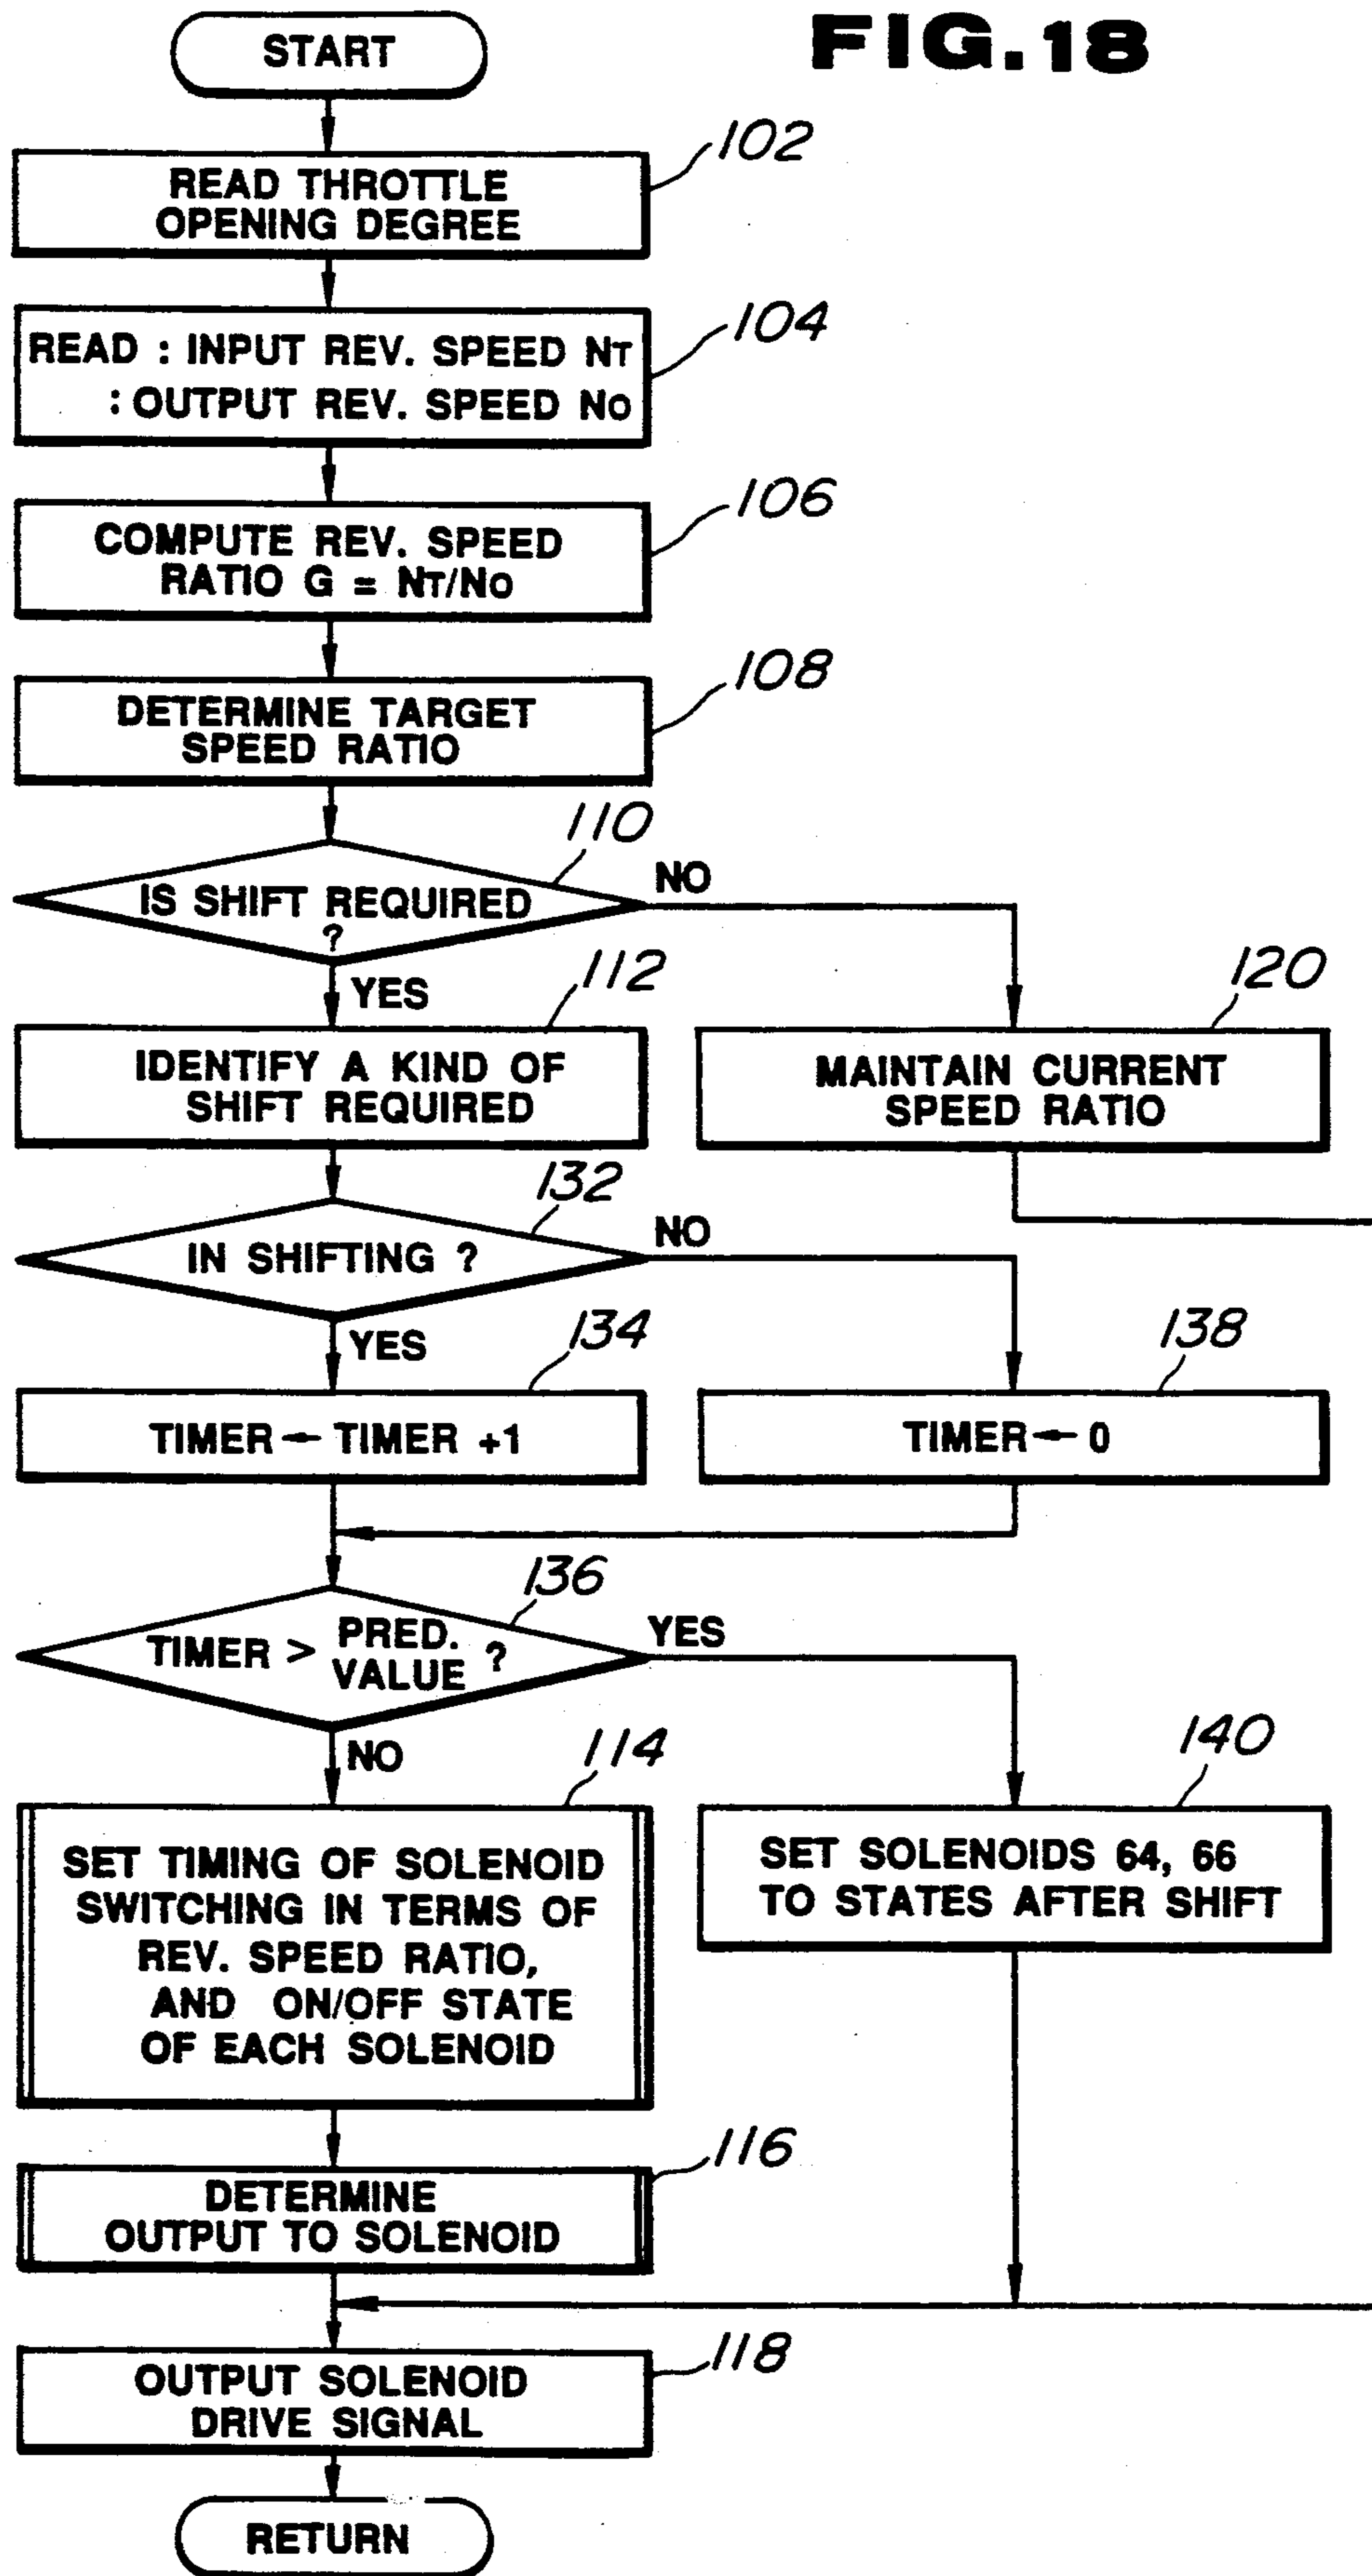 FIG.18
START
102
READ THROTTLE
OPENING DEGREE
104
READ : INPUT REV. SPEED NT
: OUTPUT REV. SPEED NO
106
COMPUTE REV. SPEED
RATIO G = NT/NO
108
DETERMINE TARGET
SPEED RATIO
110
IS SHIFT REQUIRED
?
NO
YES
112
IDENTIFY A KIND OF
SHIFT REQUIRED
120
MAINTAIN CURRENT
SPEED RATIO
132
IN SHIFTING ?
NO
YES
134
TIMER ← TIMER +1
138
TIMER ← 0
136
TIMER > PRED.
VALUE ?
YES
NO
114
SET TIMING OF SOLENOID
SWITCHING IN TERMS OF
REV. SPEED RATIO,
AND ON/OFF STATE
OF EACH SOLENOID
140
SET SOLENOIDS 64, 66
TO STATES AFTER SHIFT
116
DETERMINE
OUTPUT TO SOLENOID
118
OUTPUT SOLENOID
DRIVE SIGNAL
RETURN